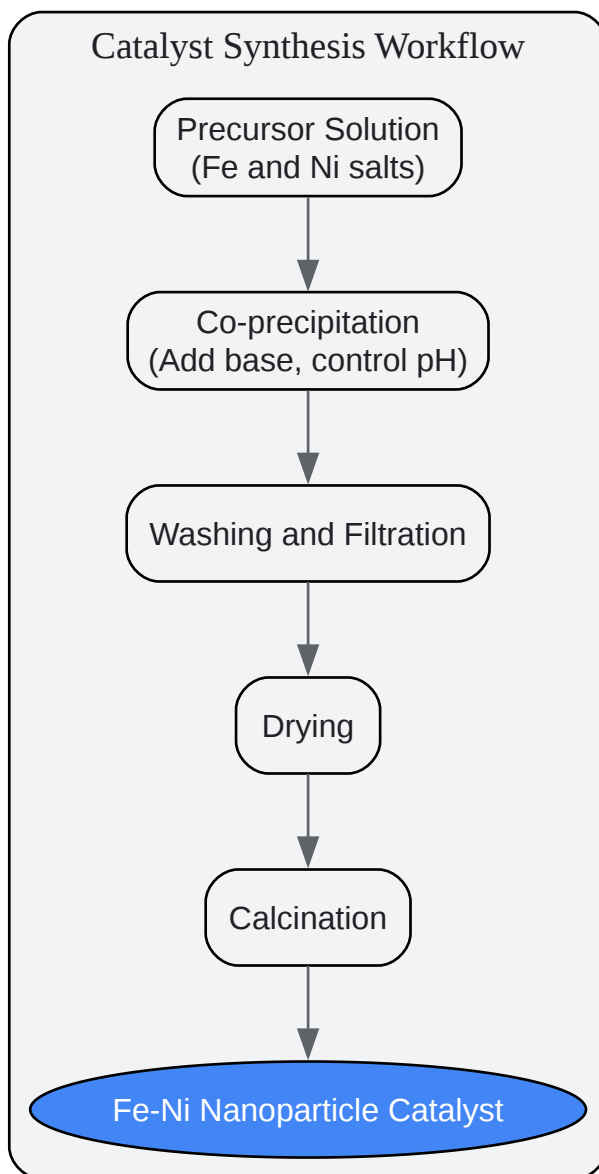 Catalyst Synthesis Workflow
Precursor Solution
(Fe and Ni salts)
Co-precipitation
(Add base, control pH)
Washing and Filtration
Drying
Calcination
Fe-Ni Nanoparticle Catalyst